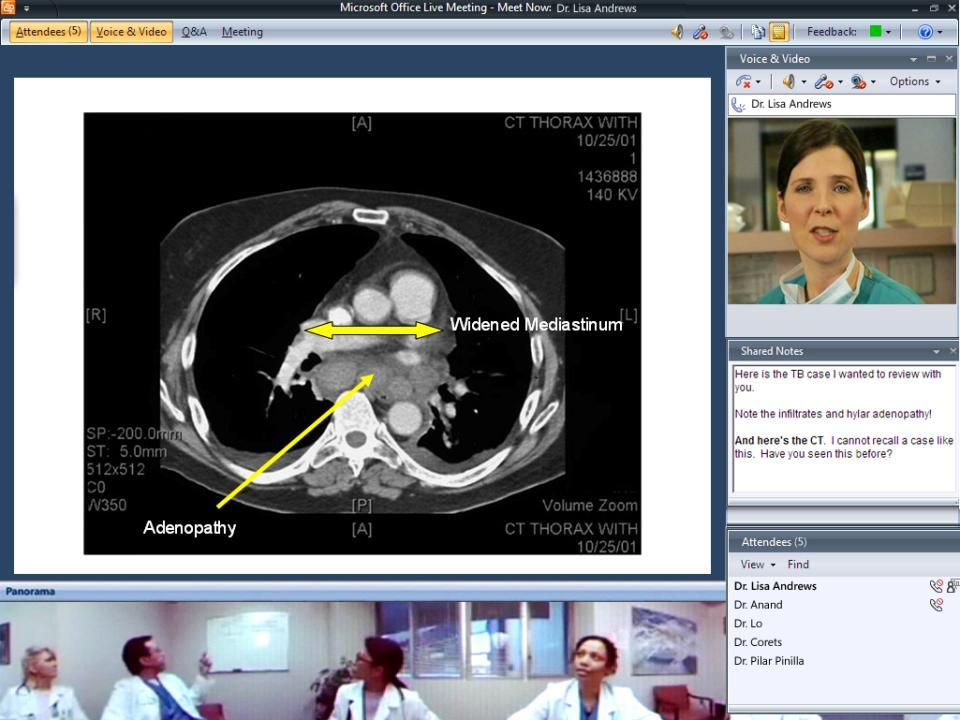 Microsoft Office Live Meeting - Meet Now: Dr. Lisa Andrews
Attendees (5) Voice & Video Q&A Meeting
Feedback:
Voice & Video
Options
Dr. Lisa Andrews
[A]
CT THORAX WITH
10/25/01
1
1436888
140 KV
[R]
[L]
Widened Mediastinum
SP:-200.0mm
ST: 5.0mm
512x512
C0
/V350
[P]
Volume Zoom
Adenopathy
[A]
CT THORAX WITH
10/25/01
Shared Notes
Here is the TB case I wanted to review with
you.
Note the infiltrates and hylar adenopathy!
And here's the CT. I cannot recall a case like
this. Have you seen this before?
Attendees (5)
View Find
Dr. Lisa Andrews
Dr. Anand
Dr. Lo
Dr. Corets
Dr. Pilar Pinilla
Panorama